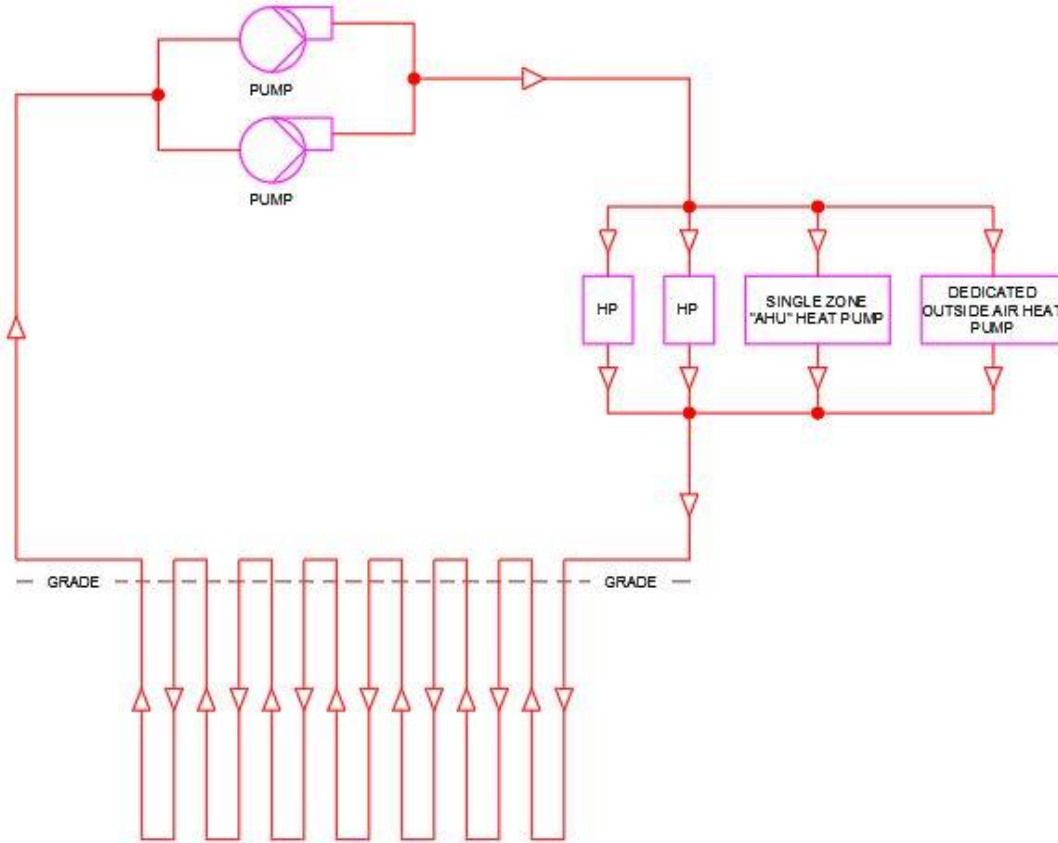 PUMP
PUMP
HP
HP
SINGLE ZONE
"AHU" HEAT PUMP
DEDICATED
OUTSIDE AIR HEAT
PUMP
GRADE
GRADE